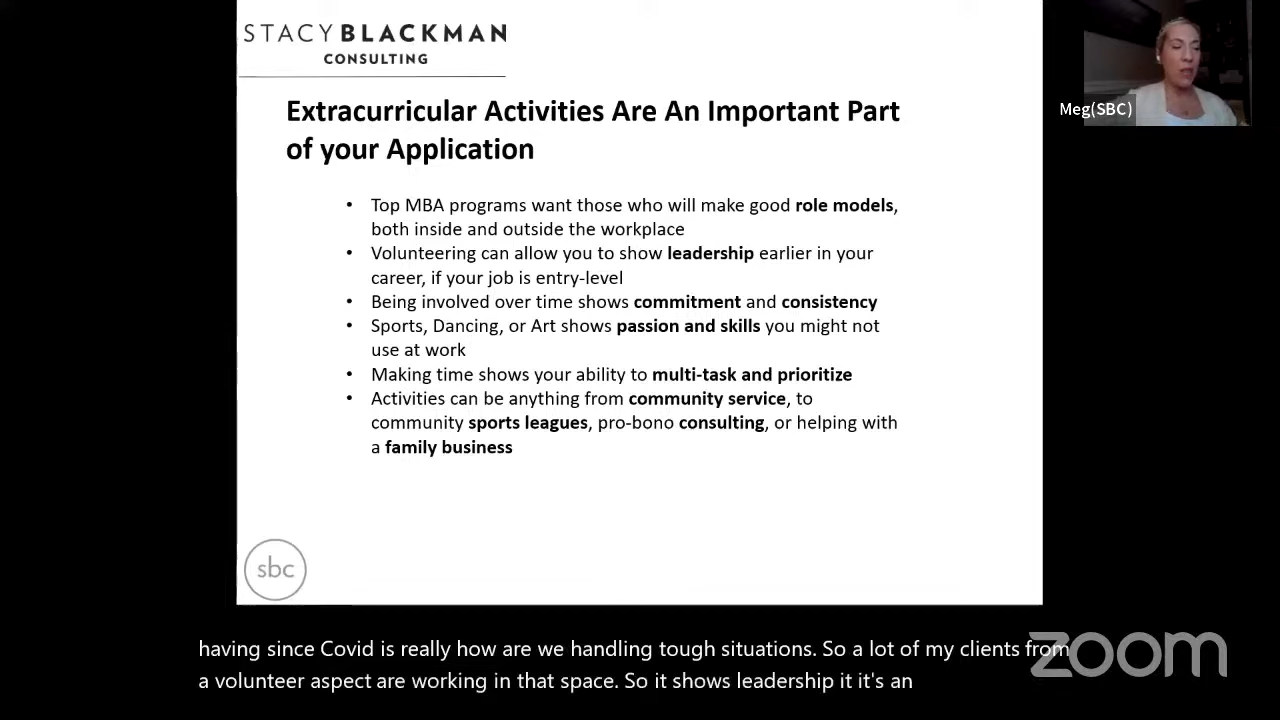 STACY BLACKMAN
CONSULTING
Extracurricular Activities Are An Important Part
of your Application
• Top MBA programs want those who will make good role models,
both inside and outside the workplace
• Volunteering can allow you to show leadership earlier in your
career, if your job is entry-level
• Being involved over time shows commitment and consistency
• Sports, Dancing, or Art shows passion and skills you might not
use at work
• Making time shows your ability to multi-task and prioritize
• Activities can be anything from community service, to
community sports leagues, pro-bono consulting, or helping with
a family business
sbc
Meg(SBC)
having since Covid is really how are we handling tough situations. So a lot of my clients from
a volunteer aspect are working in that space. So it shows leadership it it's an
zoom